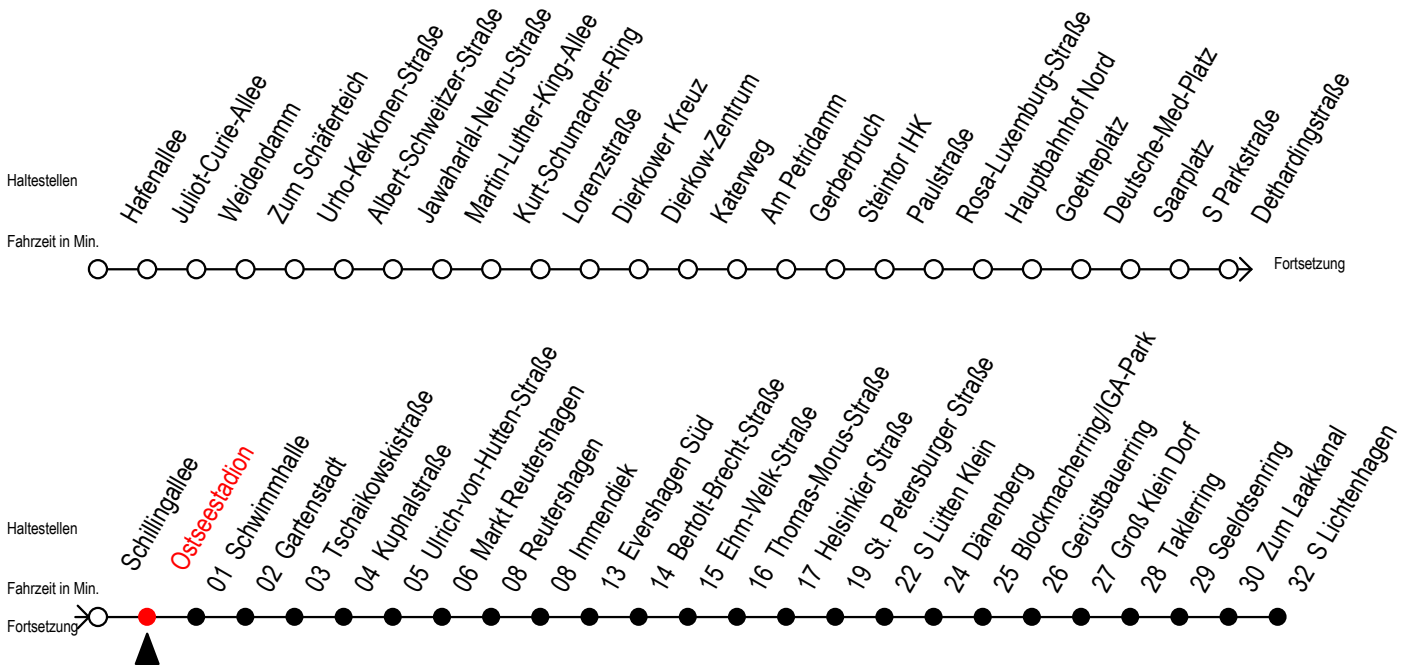 Haltestellen
Hafenallee
Juliot-Curie-Allee
Weidendamm
Zum Schäferteich
Urho-Kekkonen-Straße
Albert-Schweitzer-Straße
Jawaharlal-Nehru-Straße
Martin-Luther-King-Allee
Kurt-Schumacher-Ring
Lorenzstraße
Dierkower Kreuz
Dierkow-Zentrum
Katerweg
Am Petridamm
Gerberbruch
Steintor IHK
Paulstraße
Rosa-Luxemburg-Straße
Hauptbahnhof Nord
Goetheplatz
Deutsche-Med-Platz
Saarplatz
S Parkstraße
Dethardingstraße
Fahrzeit in Min.
Fortsetzung
Haltestellen
Schillingallee
Ostseestadion
01 Schwimmhalle
02 Gartenstadt
03 Tschaikowskistraße
04 Kuphalstraße
05 Ulrich-von-Hutten-Straße
06 Markt Reutershagen
08 Reutershagen
08 Immendiek
13 Evershagen Süd
14 Bertolt-Brecht-Straße
15 Ehm-Welk-Straße
16 Thomas-Morus-Straße
17 Helsinkier Straße
19 St. Petersburger Straße
22 S Lütten Klein
24 Dänenberg
25 Blockmacherring/IGA-Park
26 Gerüstbauerring
27 Groß Klein Dorf
28 Taklerring
29 Seelotsenring
30 Zum Laakkanal
32 S Lichtenhagen
Fahrzeit in Min.
Fortsetzung